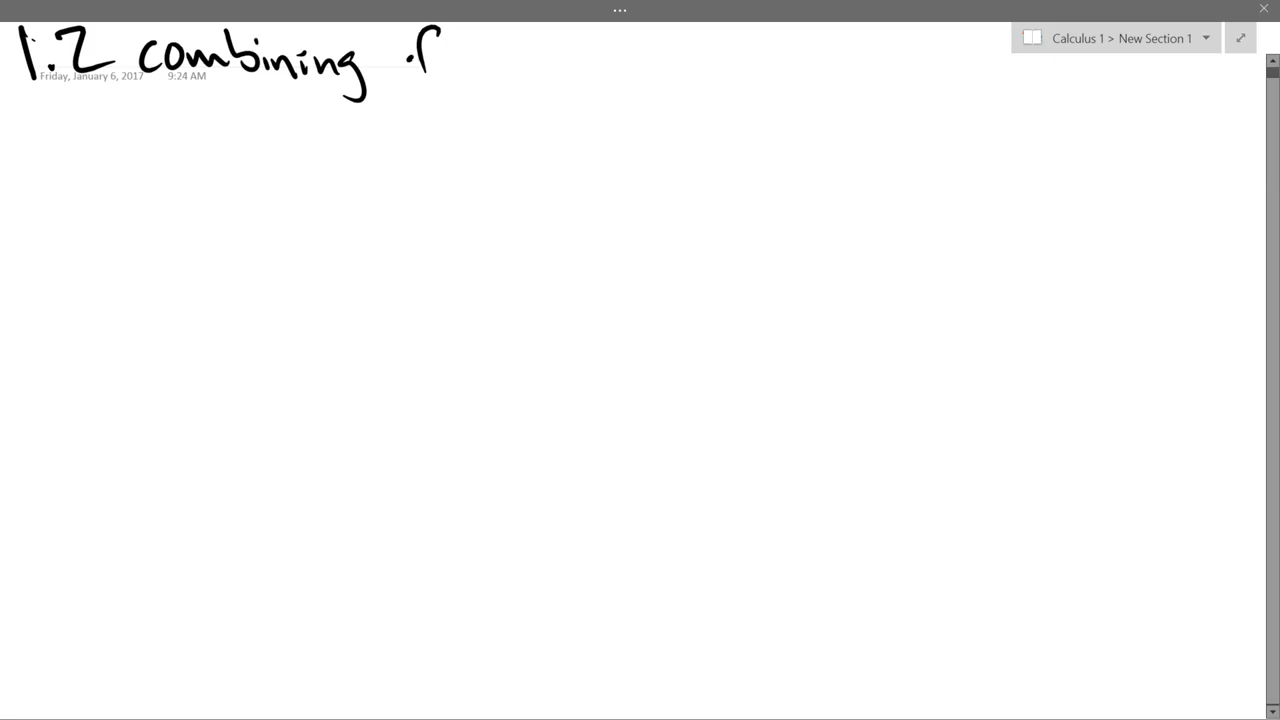 1.2 combining f
Friday, January 6, 2017 9:24 AM
Calculus 1 > New Section 1